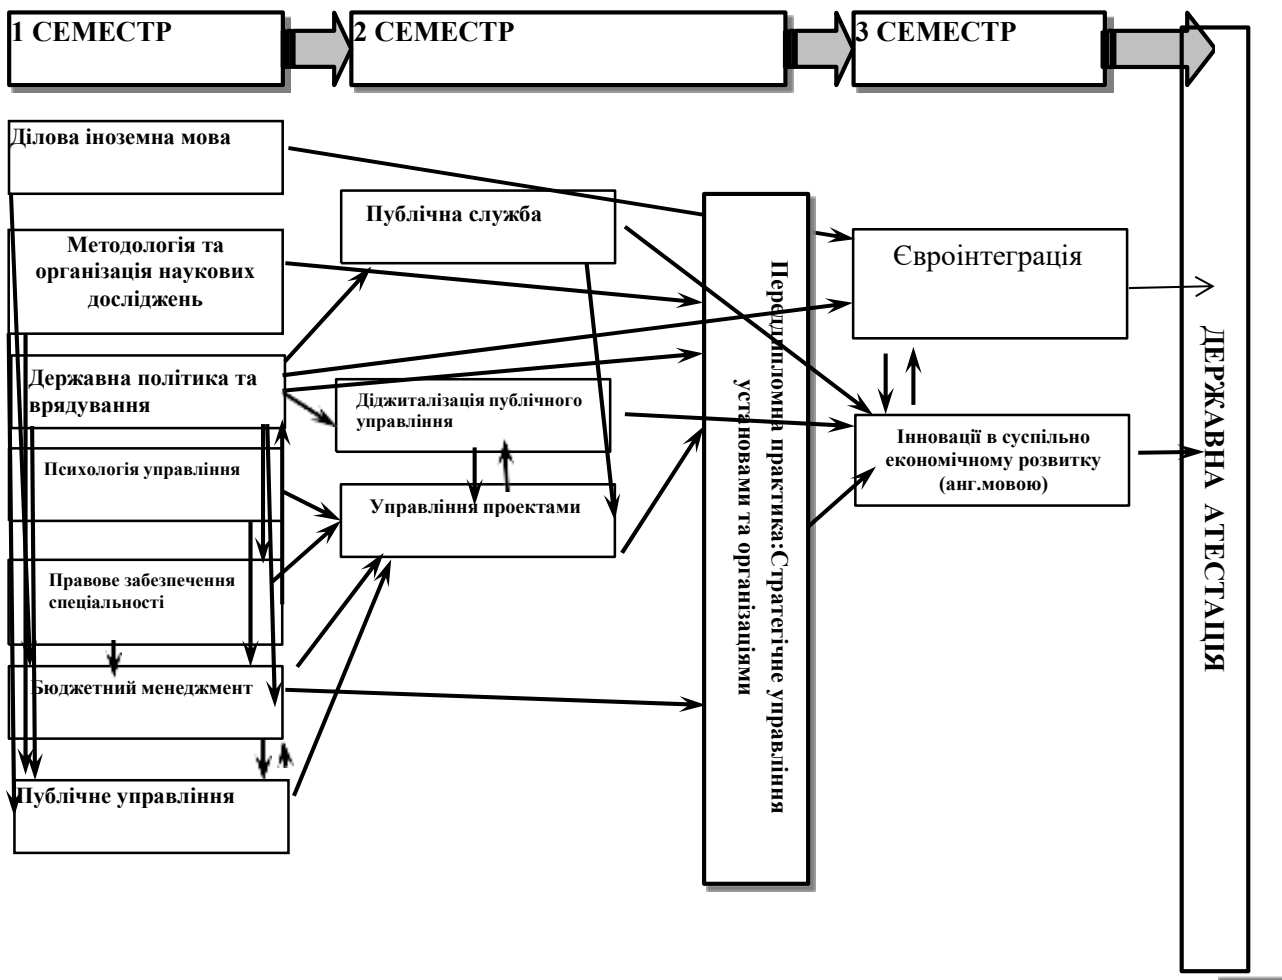 1 СЕМЕСТР
2 СЕМЕСТР
3 СЕМЕСТР
Ділова іноземна мова
Методологія та
організація наукових
досліджень
Державна політика та
врядування
Психологія управління
Правове забезпечення
спеціальності
Бюджетний менеджмент
Публічне управління
Публічна служба
Діджиталізація публічного
управління
Управління проектами
Переддипломна практика:Стратегічне управління
установами та організаціями
Євроінтеграція
Інновації в суспільно
економічному розвитку
(анг.мовою)
ДЕРЖАВНА АТЕСТАЦІЯ